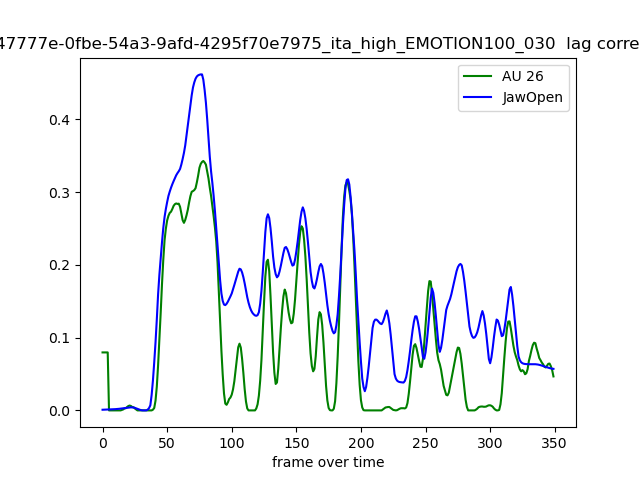 47777e-0fbe-54a3-9afd-4295f70e7975_ita_high_EMOTION100_030 lag corre
AU 26
JawOpen
0.4
0.3
0.2
0.1
0.0
0 50 100 150 200 250 300 350
frame over time